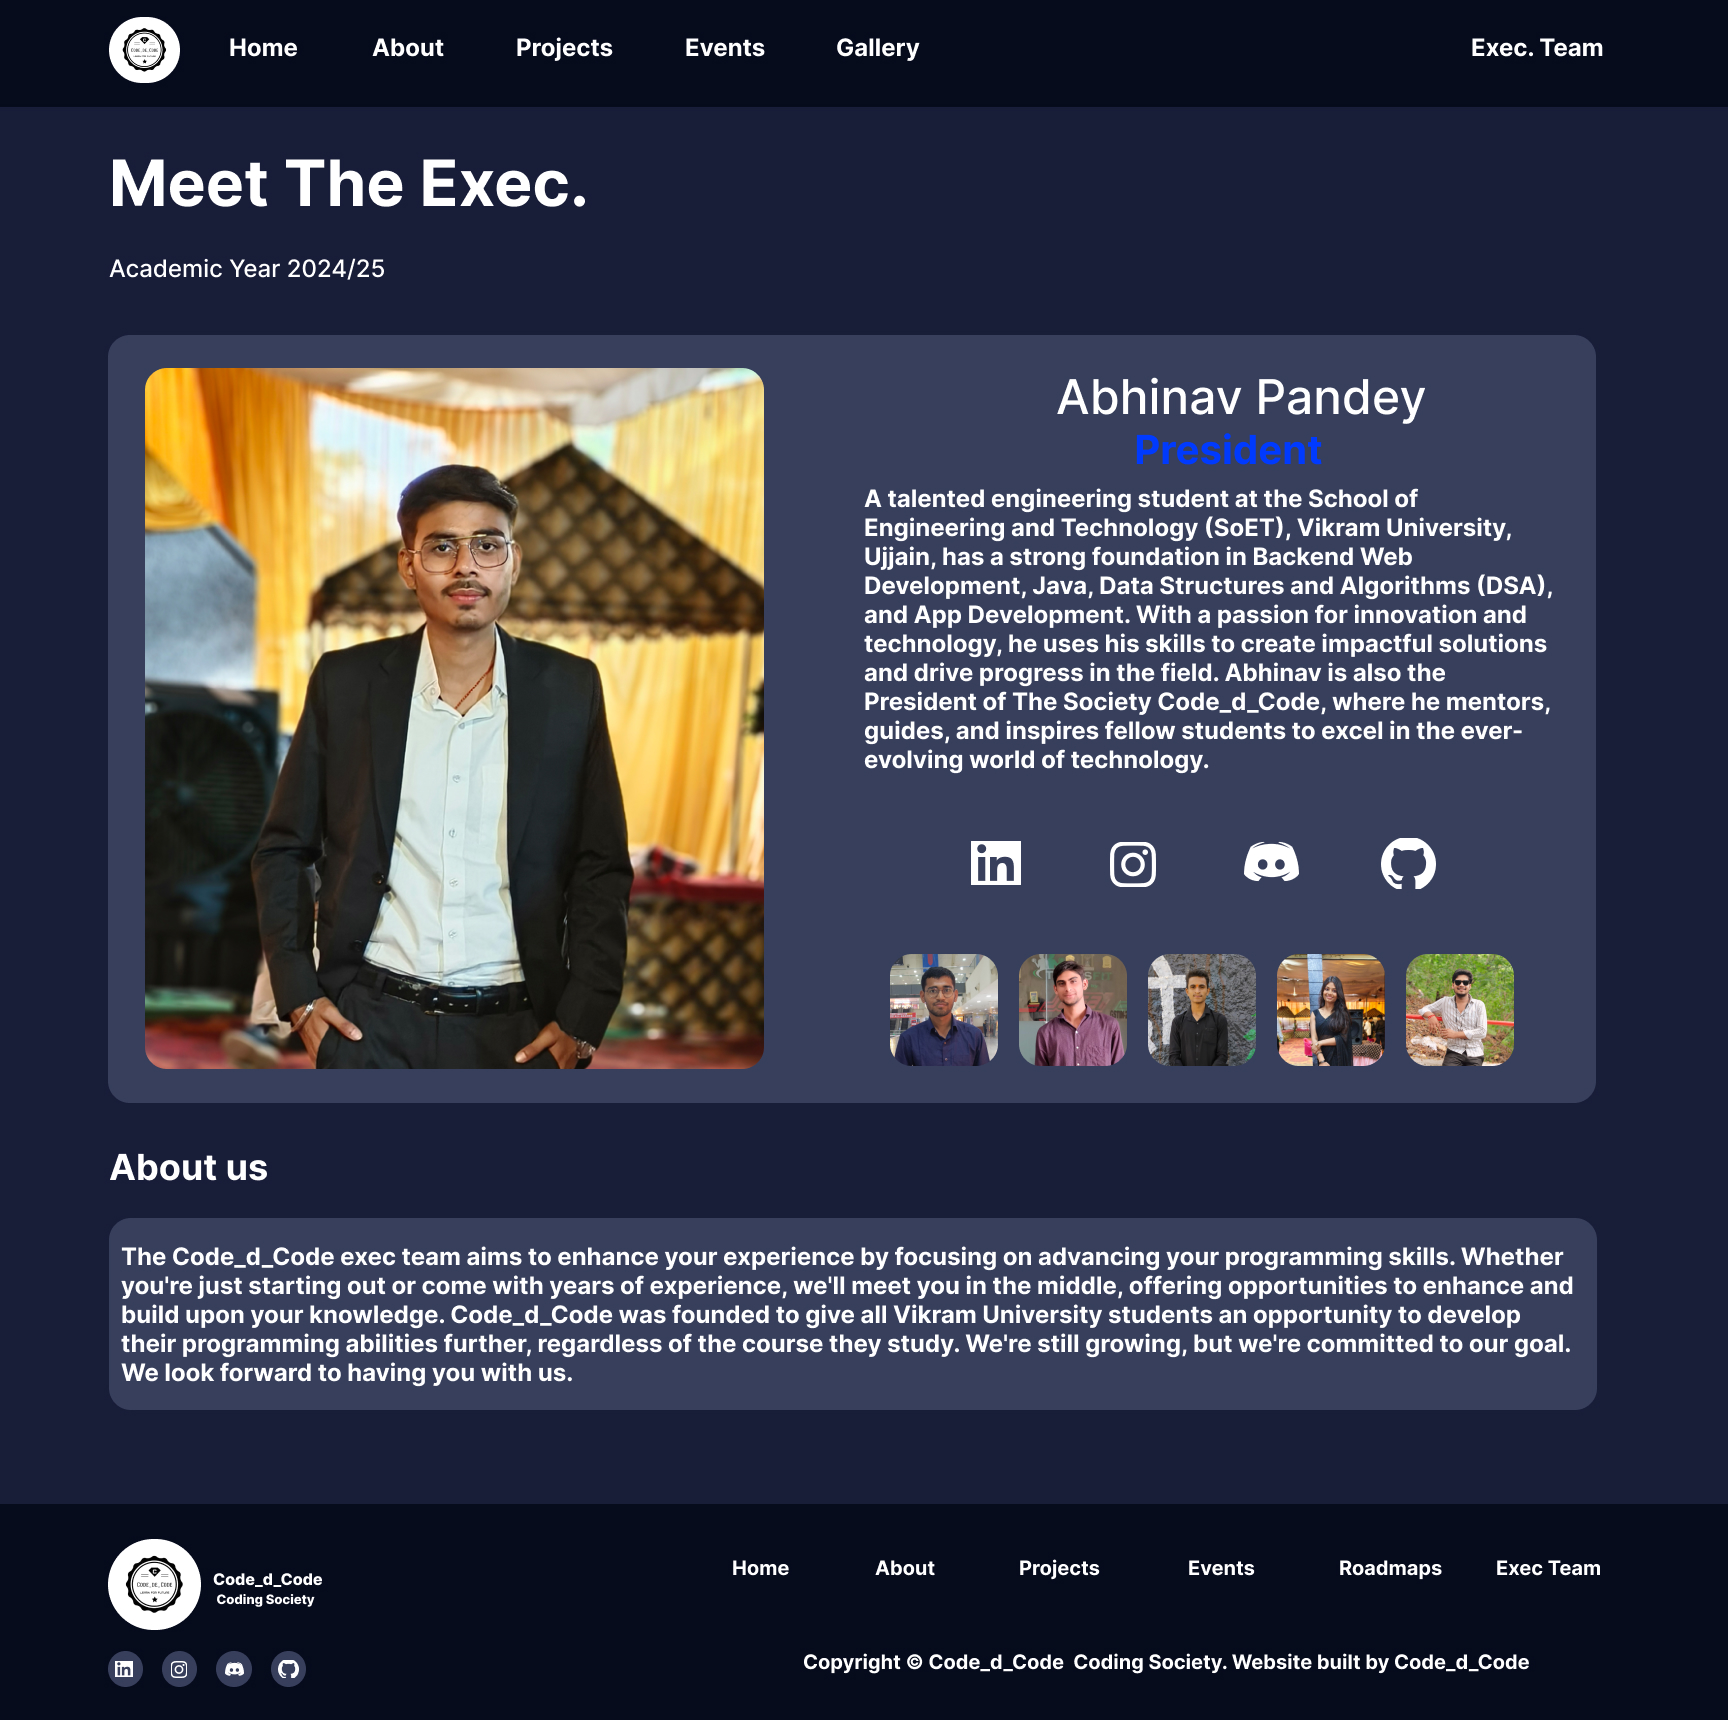 CODE_DE_CODE
Home
About
Projects
Events
Gallery
Exec. Team
Meet The Exec.
Academic Year 2024/25
Abhinav Pandey
President
A talented engineering student at the School of
Engineering and Technology (SoET), Vikram University,
Ujjain, has a strong foundation in Backend Web
Development, Java, Data Structures and Algorithms (DSA),
and App Development. With a passion for innovation and
technology, he uses his skills to create impactful solutions
and drive progress in the field. Abhinav is also the
President of The Society Code_d_Code, where he mentors,
guides, and inspires fellow students to excel in the ever-
evolving world of technology.
About us
The Code_d_Code exec team aims to enhance your experience by focusing on advancing your programming skills. Whether
you're just starting out or come with years of experience, we'll meet you in the middle, offering opportunities to enhance and
build upon your knowledge. Code_d_Code was founded to give all Vikram University students an opportunity to develop
their programming abilities further, regardless of the course they study. We're still growing, but we're committed to our goal.
We look forward to having you with us.
CODE_DE_CODE
LEARN FOR FUTURE
Code_d_Code
Coding Society
Home
About
Projects
Events
Roadmaps
Exec Team
Copyright © Code_d_Code  Coding Society. Website built by Code_d_Code